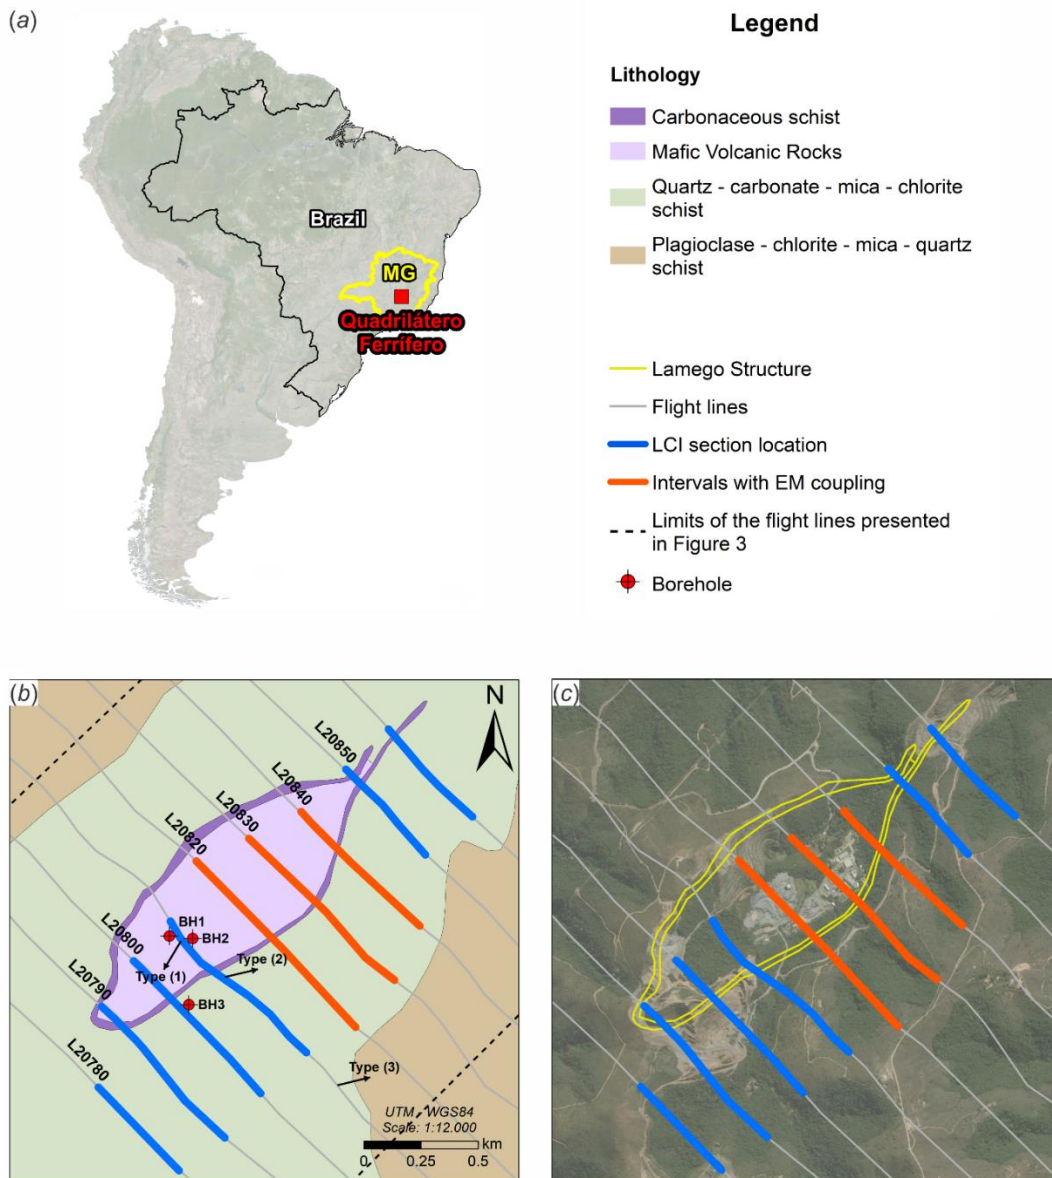 (a)
Brazil
MG
Quadrilátero
Ferrífero
Legend
Lithology
Carbonaceous schist
Mafic Volcanic Rocks
Quartz - carbonate - mica - chlorite
schist
Plagioclase - chlorite - mica - quartz
schist
Lamego Structure
Flight lines
LCI section location
Intervals with EM coupling
Limits of the flight lines presented
in Figure 3
Borehole
(b)
N
L20850
L20840
L20830
L20820
L20800
L20790
L20780
BH1
BH2
BH3
Type (1)
Type (2)
Type (3)
UTM, WGS84
Scale: 1:12.000
km
0 0.25 0.5
(c)